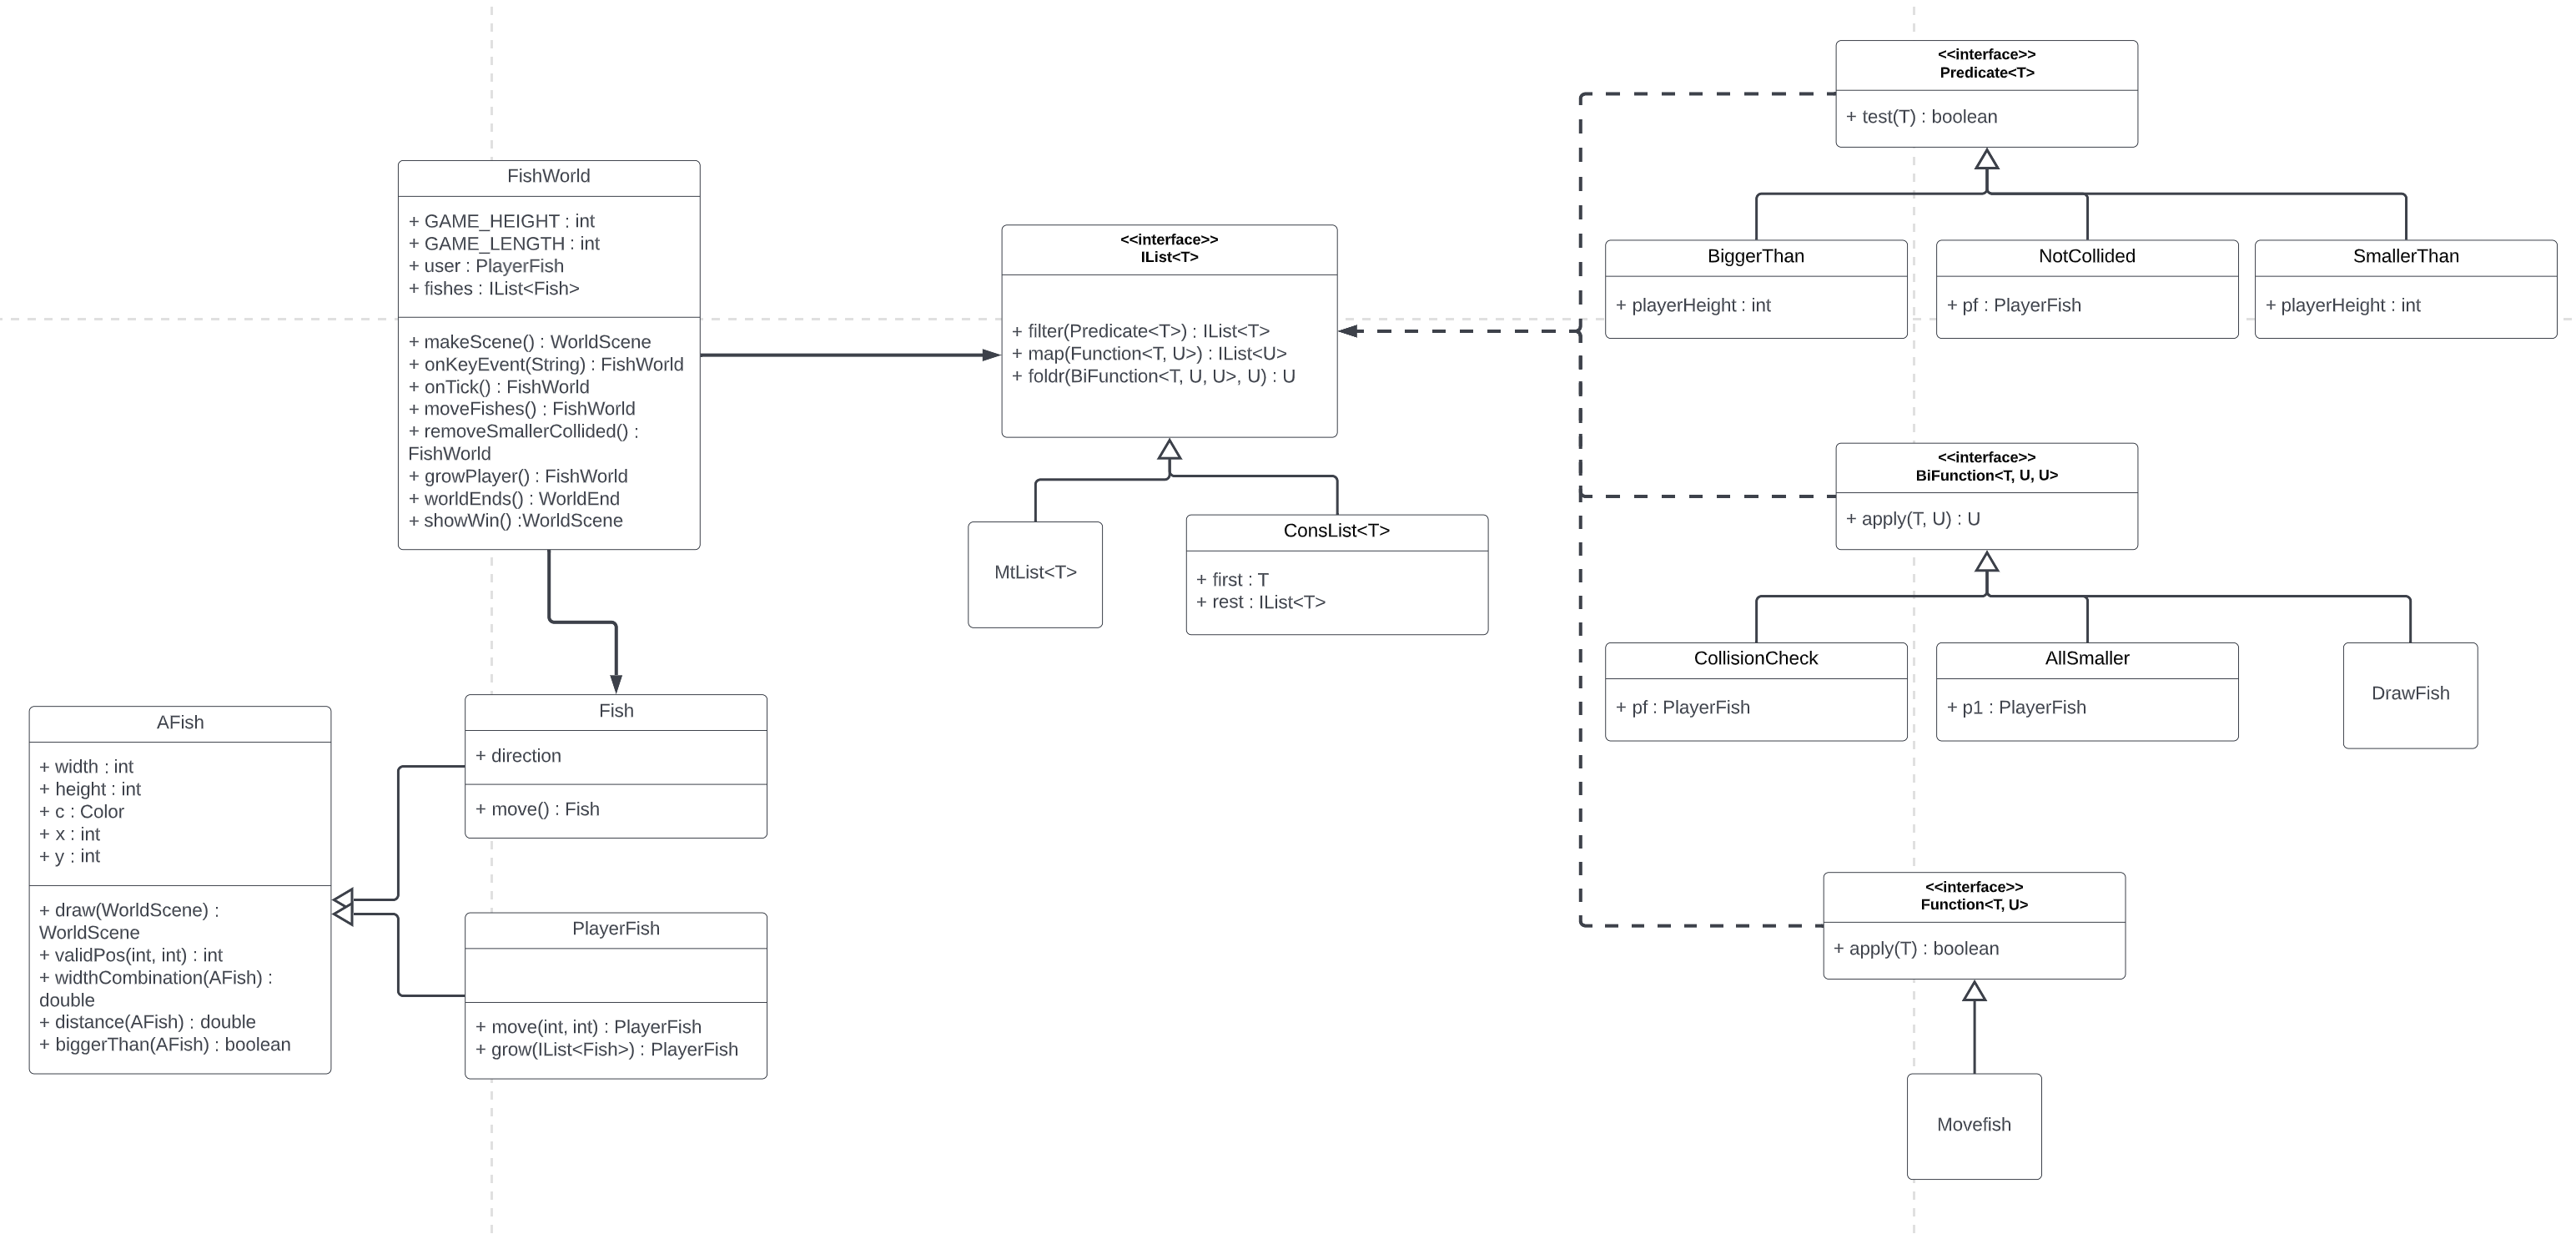 FishWorld
+ GAME_HEIGHT : int
+ GAME_LENGTH : int
+ user : PlayerFish
+ fishes : IList<Fish>
+ makeScene() : WorldScene
+ onKeyEvent(String) : FishWorld
+ onTick() : FishWorld
+ moveFishes() : FishWorld
+ removeSmallerCollided() :
FishWorld
+ growPlayer() : FishWorld
+ worldEnds() : WorldEnd
+ showWin() :WorldScene
AFish
+ width : int
+ height : int
+ c : Color
+ x : int
+ y : int
+ draw(WorldScene) :
WorldScene
+ validPos(int, int) : int
+ widthCombination(AFish) :
double
+ distance(AFish) : double
+ biggerThan(AFish) : boolean
Fish
+ direction
+ move() : Fish
PlayerFish
+ move(int, int) : PlayerFish
+ grow(IList<Fish>) : PlayerFish
<<interface>>
IList<T>
+ filter(Predicate<T>) : IList<T>
+ map(Function<T, U>) : IList<U>
+ foldr(BiFunction<T, U, U>, U) : U
MtList<T>
ConsList<T>
+ first : T
+ rest : IList<T>
<<interface>>
Predicate<T>
+ test(T) : boolean
BiggerThan
+ playerHeight : int
NotCollided
+ pf : PlayerFish
SmallerThan
+ playerHeight : int
<<interface>>
BiFunction<T, U, U>
+ apply(T, U) : U
CollisionCheck
+ pf : PlayerFish
AllSmaller
+ p1 : PlayerFish
DrawFish
<<interface>>
Function<T, U>
+ apply(T) : boolean
Movefish